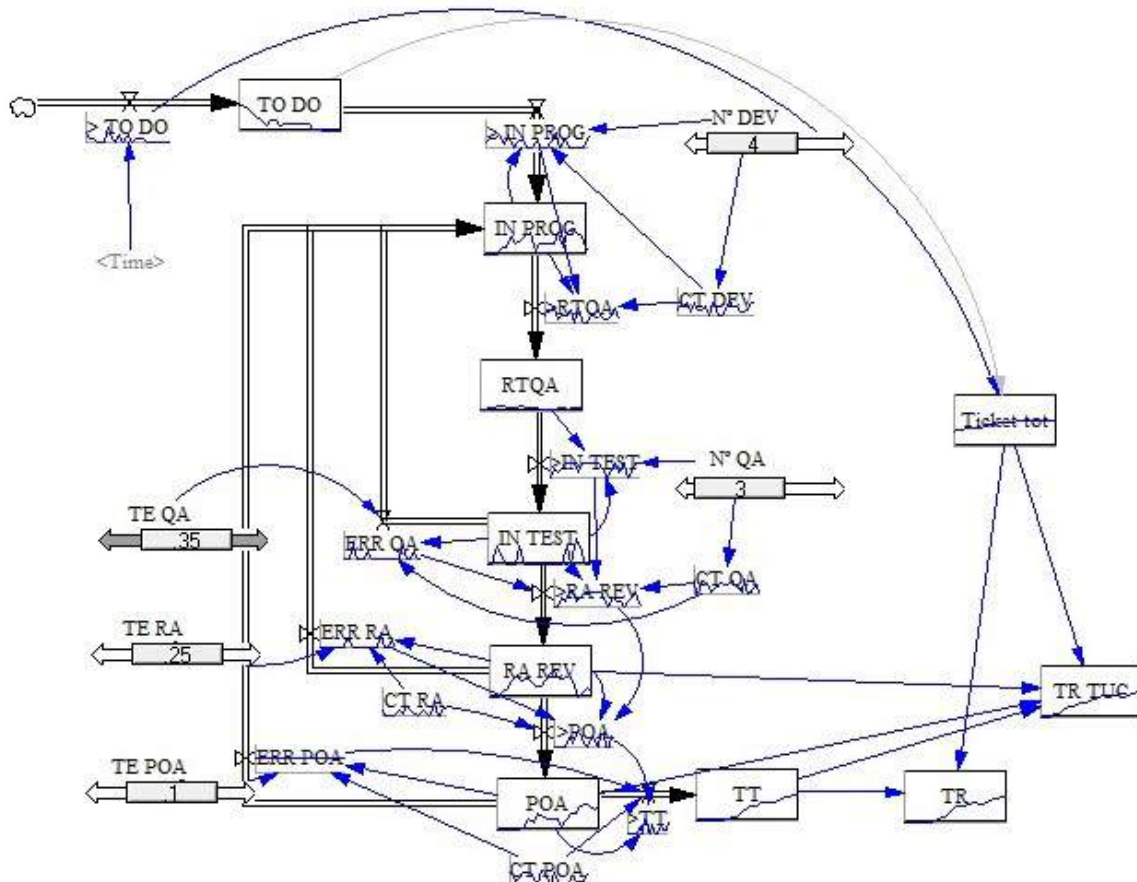 TO DO
> TO DO
<Time>
> IN PROG
Nº DEV
4
IN PROG
>RTQA
CT DEV
RTQA
Ticket tot
> IN TEST
Nº QA
3
TE QA
.35
ERR QA
IN TEST
>RA REV
CT QA
TE RA
.25
ERR RA
RA REV
CT RA
>POA
TR TUC
ERR POA
TE POA
.1
POA
TT
TR
>TT
CT POA